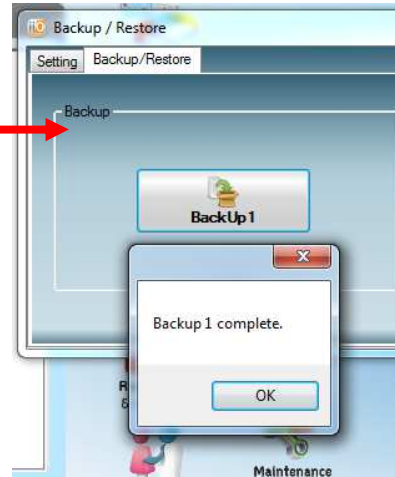 Backup / Restore
Setting Backup/Restore
Backup
BackUp1
Backup 1 complete.
OK
R
&
Maintenance